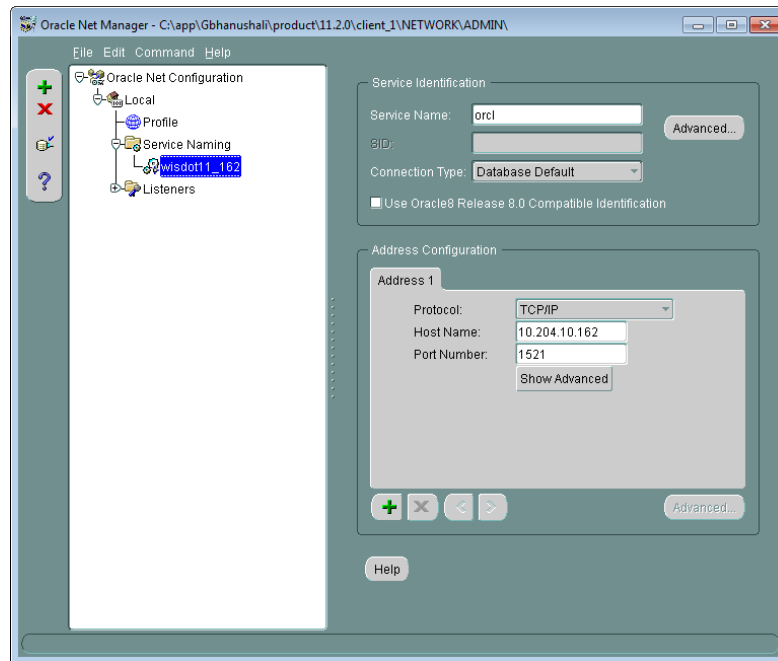 Oracle Net Manager - C:\app\Gbhanushali\product\11.2.0\client_1\NETWORK\ADMIN\
File Edit Command Help
Oracle Net Configuration
Local
Profile
Service Naming
wisdot11_162
Listeners
Service Identification
Service Name: orcl
Advanced...
SID:
Connection Type: Database Default
Use Oracle8 Release 8.0 Compatible Identification
Address Configuration
Address 1
Protocol: TCP/IP
Host Name: 10.204.10.162
Port Number: 1521
Show Advanced
Advanced...
Help